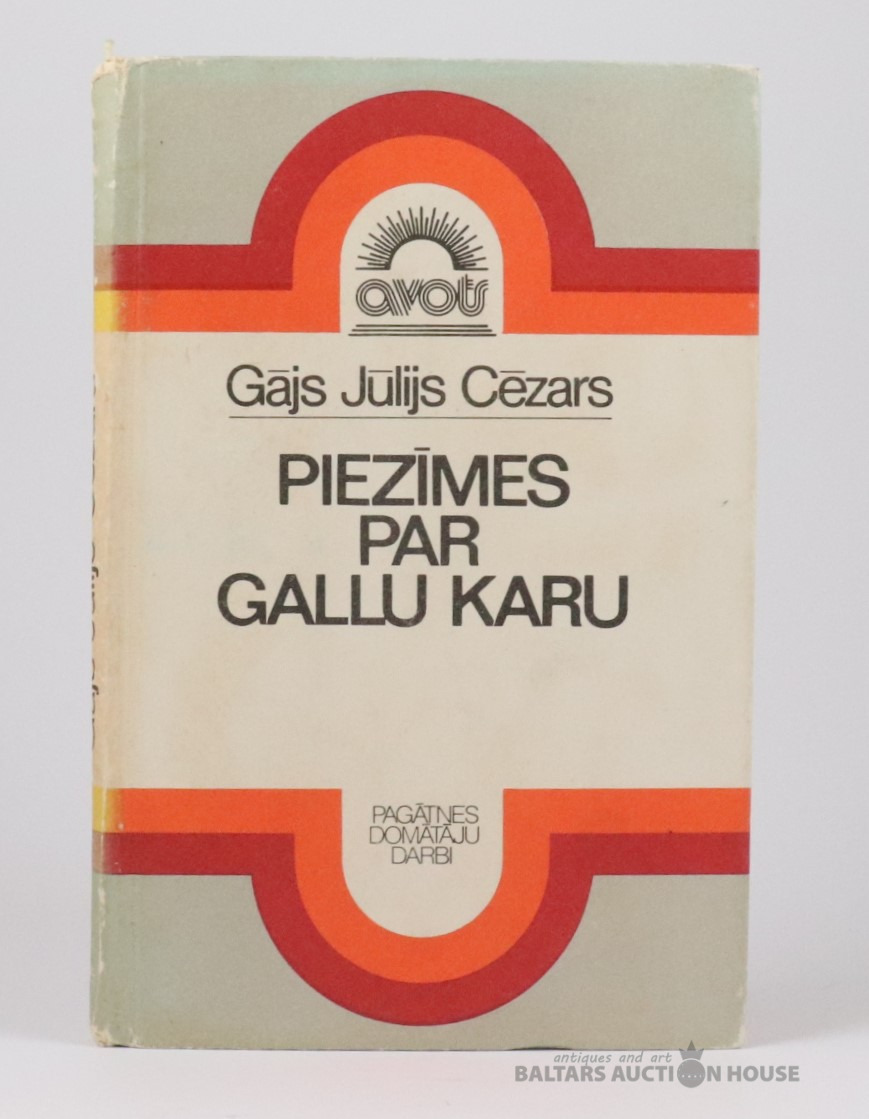 avots
Gājs Jūlijs Cēzars
PIEZĪMES
PAR
GALLU KARU
PAGĀTNES
DOMĀTĀJU
DARBI
antiques and art
BALTARS AUCTION HOUSE